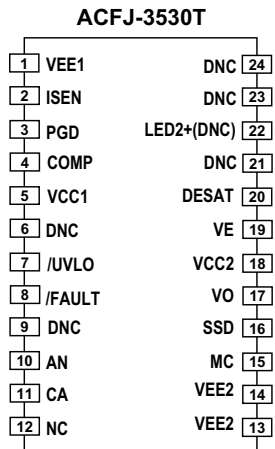 ACFJ-3530T
1 VEE1 DNC 24
2 ISEN DNC 23
3 PGD LED2+(DNC) 22
4 COMP DNC 21
5 VCC1 DESAT 20
6 DNC VE 19
7 /UVLO VCC2 18
8 /FAULT VO 17
9 DNC SSD 16
10 AN MC 15
11 CA VEE2 14
12 NC VEE2 13